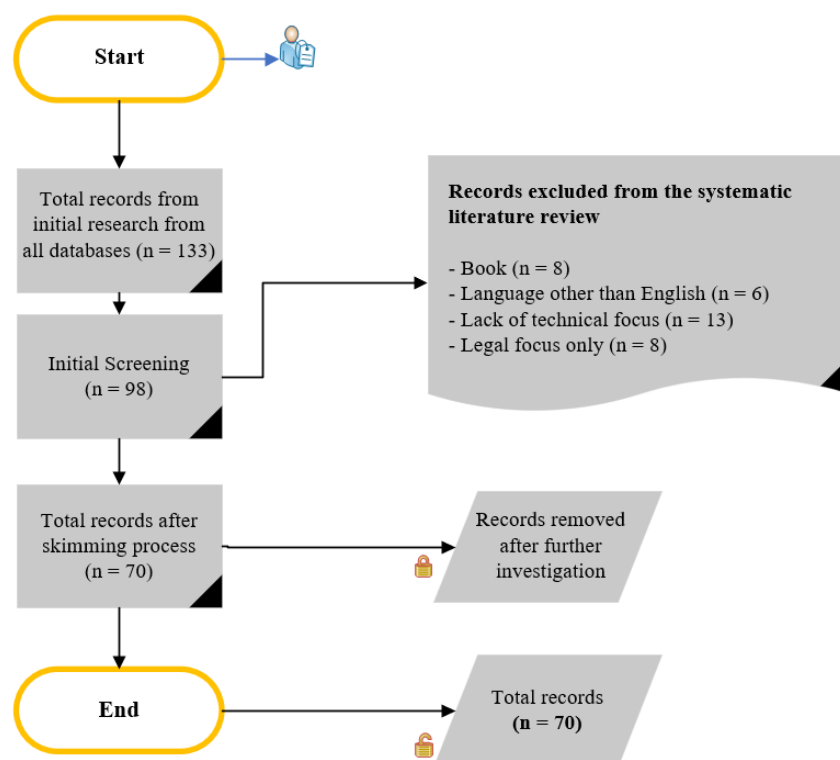 Start
Total records from
initial research from
all databases (n = 133)
Records excluded from the systematic
literature review
- Book (n = 8)
- Language other than English (n = 6)
- Lack of technical focus (n = 13)
- Legal focus only (n = 8)
Initial Screening
(n = 98)
Total records after
skimming process
(n = 70)
Records removed
after further
investigation
End
Total records
(n = 70)